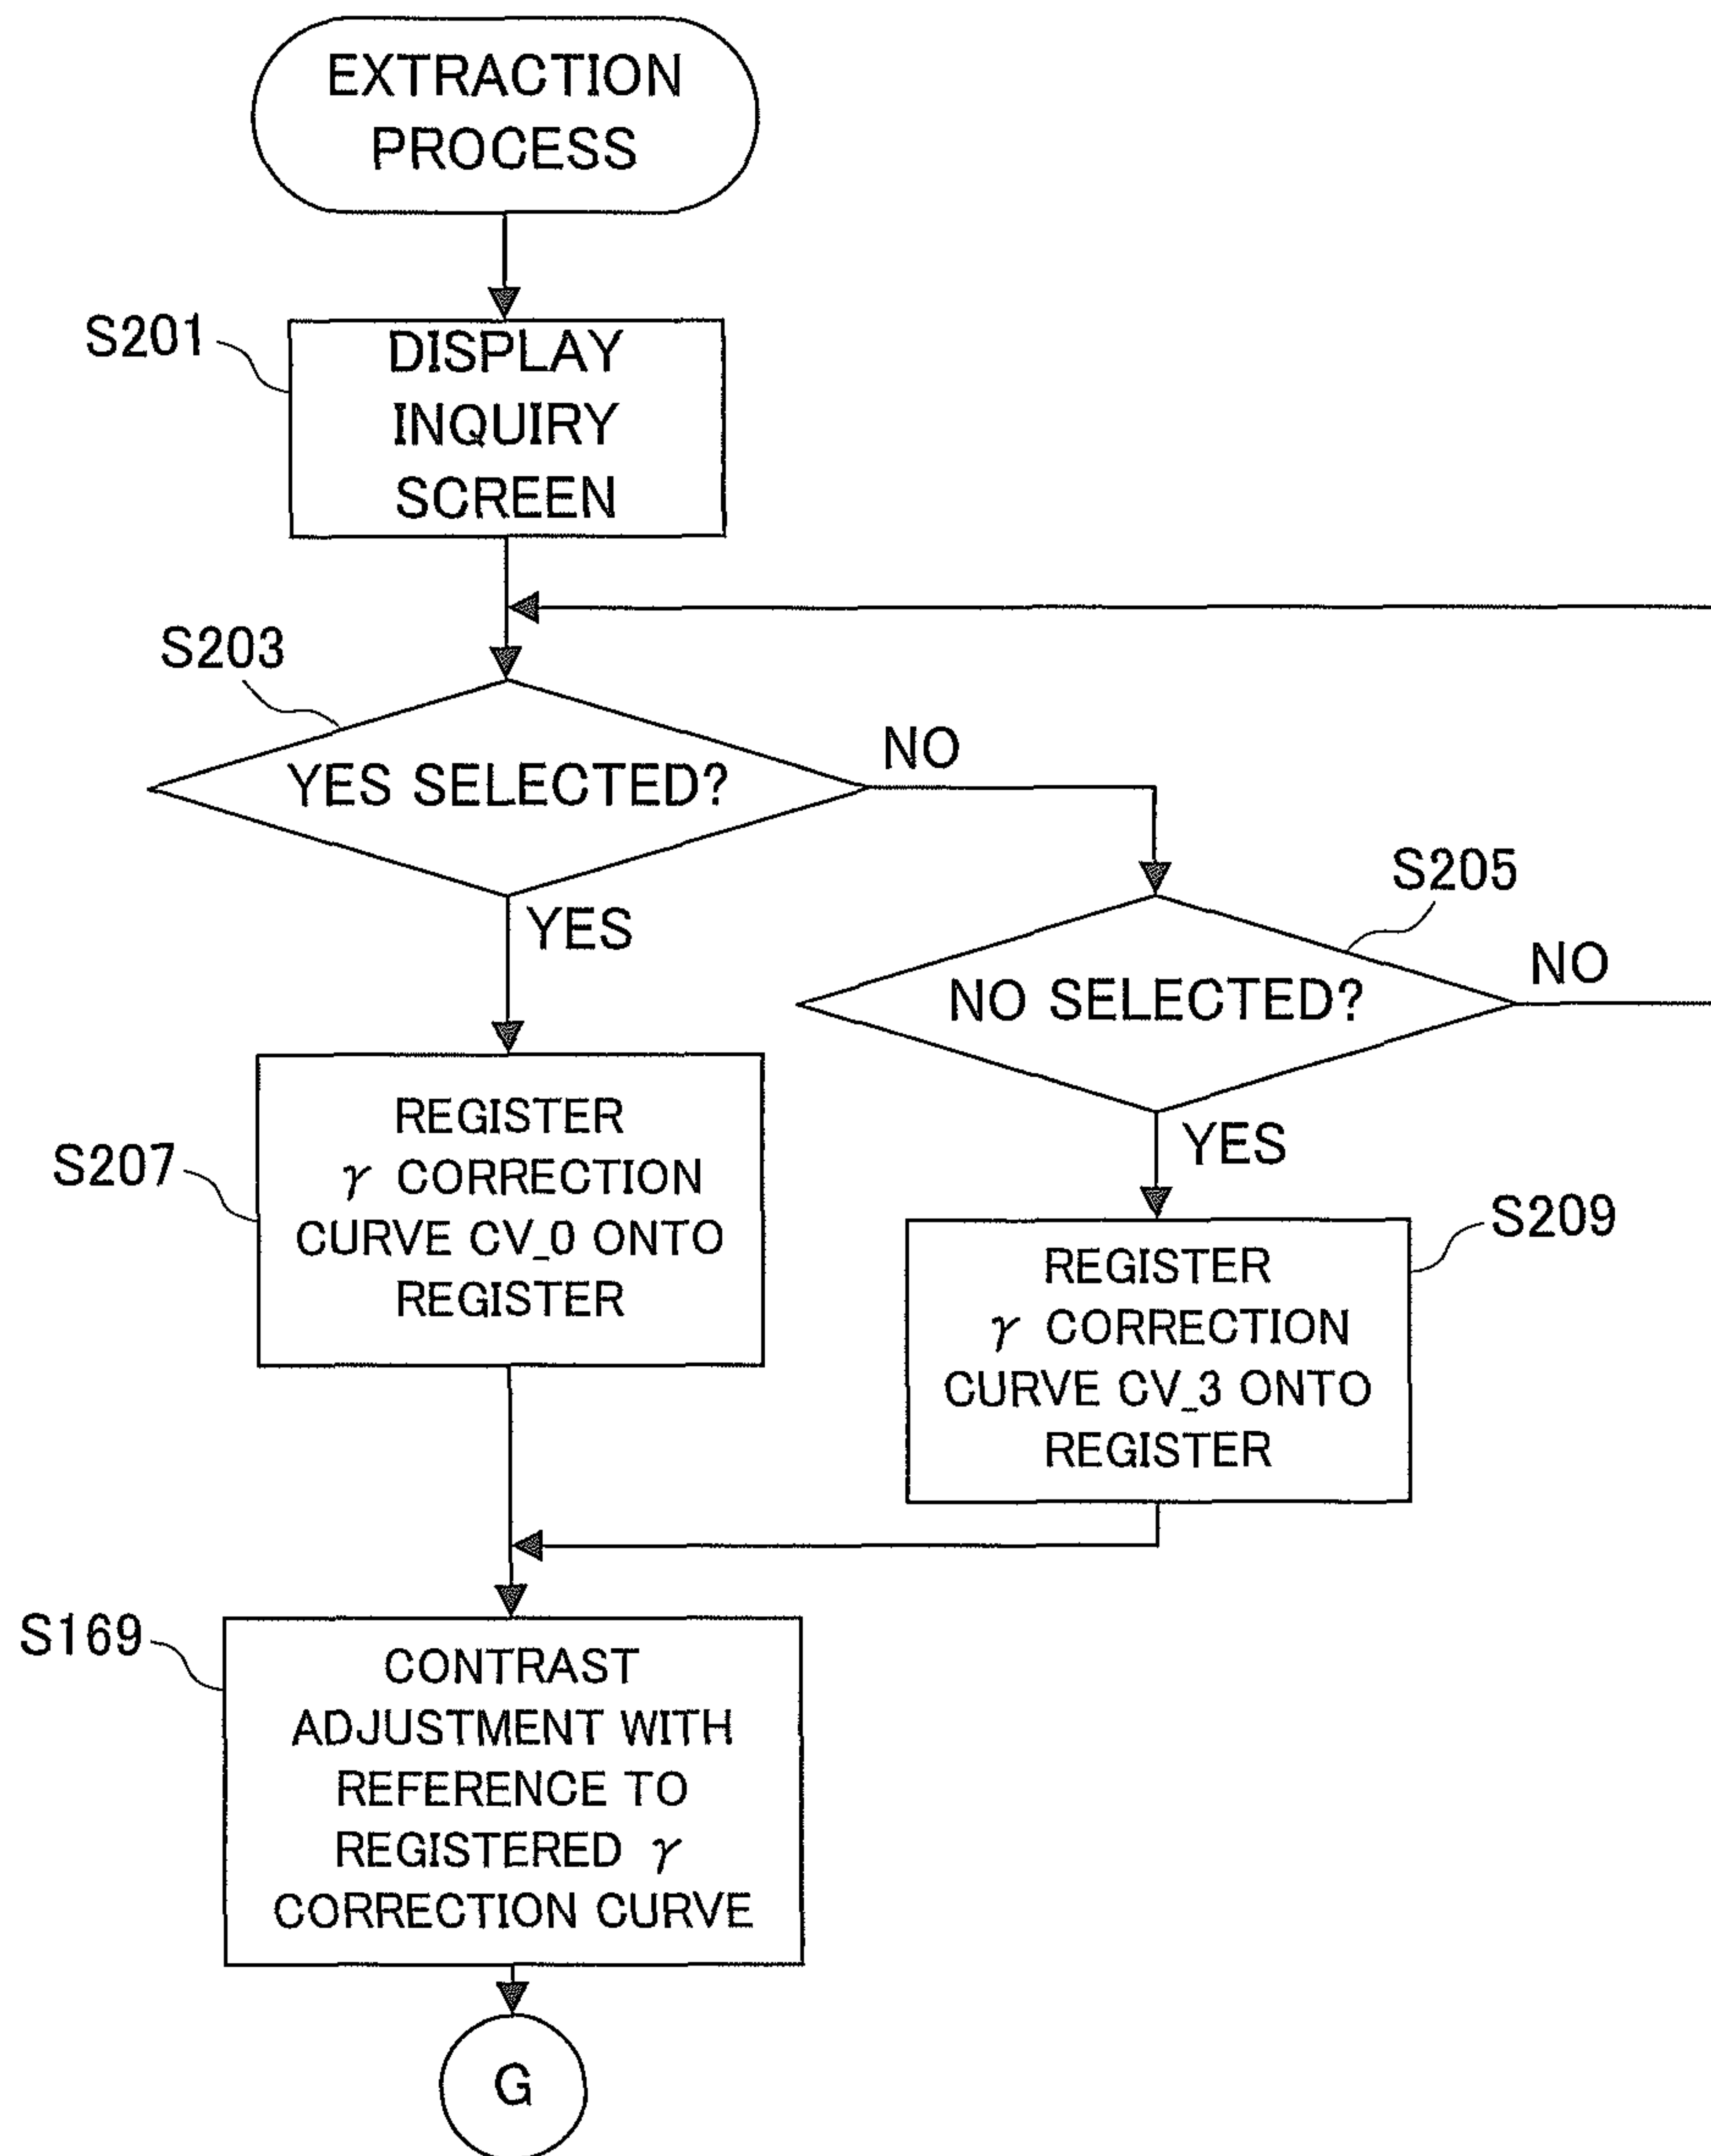 EXTRACTION
PROCESS
S201
DISPLAY
INQUIRY
SCREEN
S203
YES SELECTED?
NO
YES
S205
NO SELECTED?
NO
YES
S207
REGISTER
γ CORRECTION
CURVE CV_0 ONTO
REGISTER
S209
REGISTER
γ CORRECTION
CURVE CV_3 ONTO
REGISTER
S169
CONTRAST
ADJUSTMENT WITH
REFERENCE TO
REGISTERED γ
CORRECTION CURVE
G